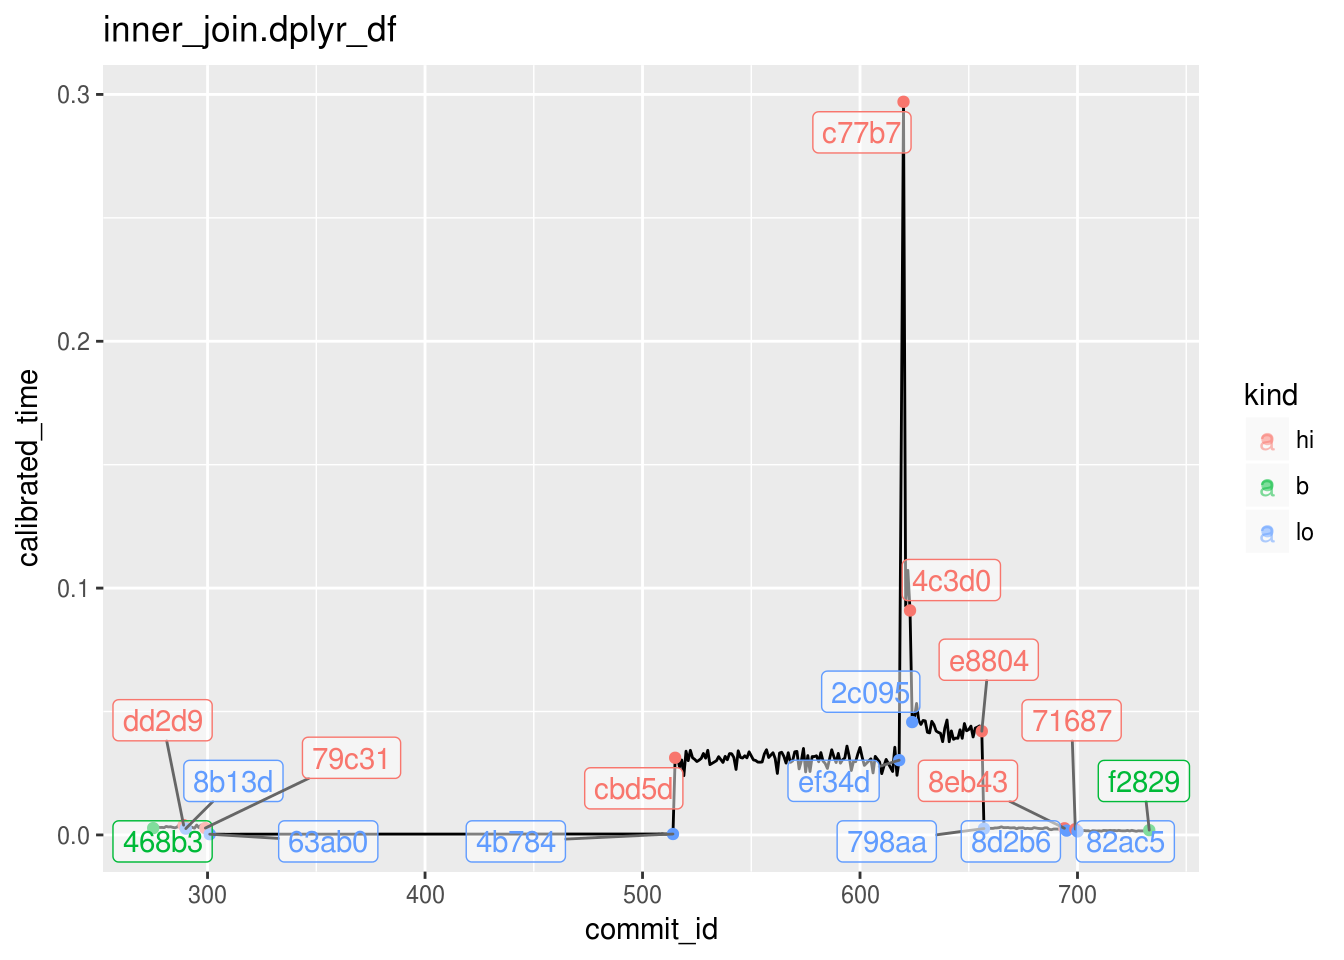 inner_join.dplyr_df
0.3
0.2
0.1
0.0
calibrated_time
c77b7
4c3d0
e8804
2c095
dd2d9
71687
79c31
8b13d
cbd5d
ef34d
8eb43
f2829
468b3
63ab0
4b784
798aa
8d2b6
82ac5
300
400
500
600
700
commit_id
kind
a hi
a b
a lo